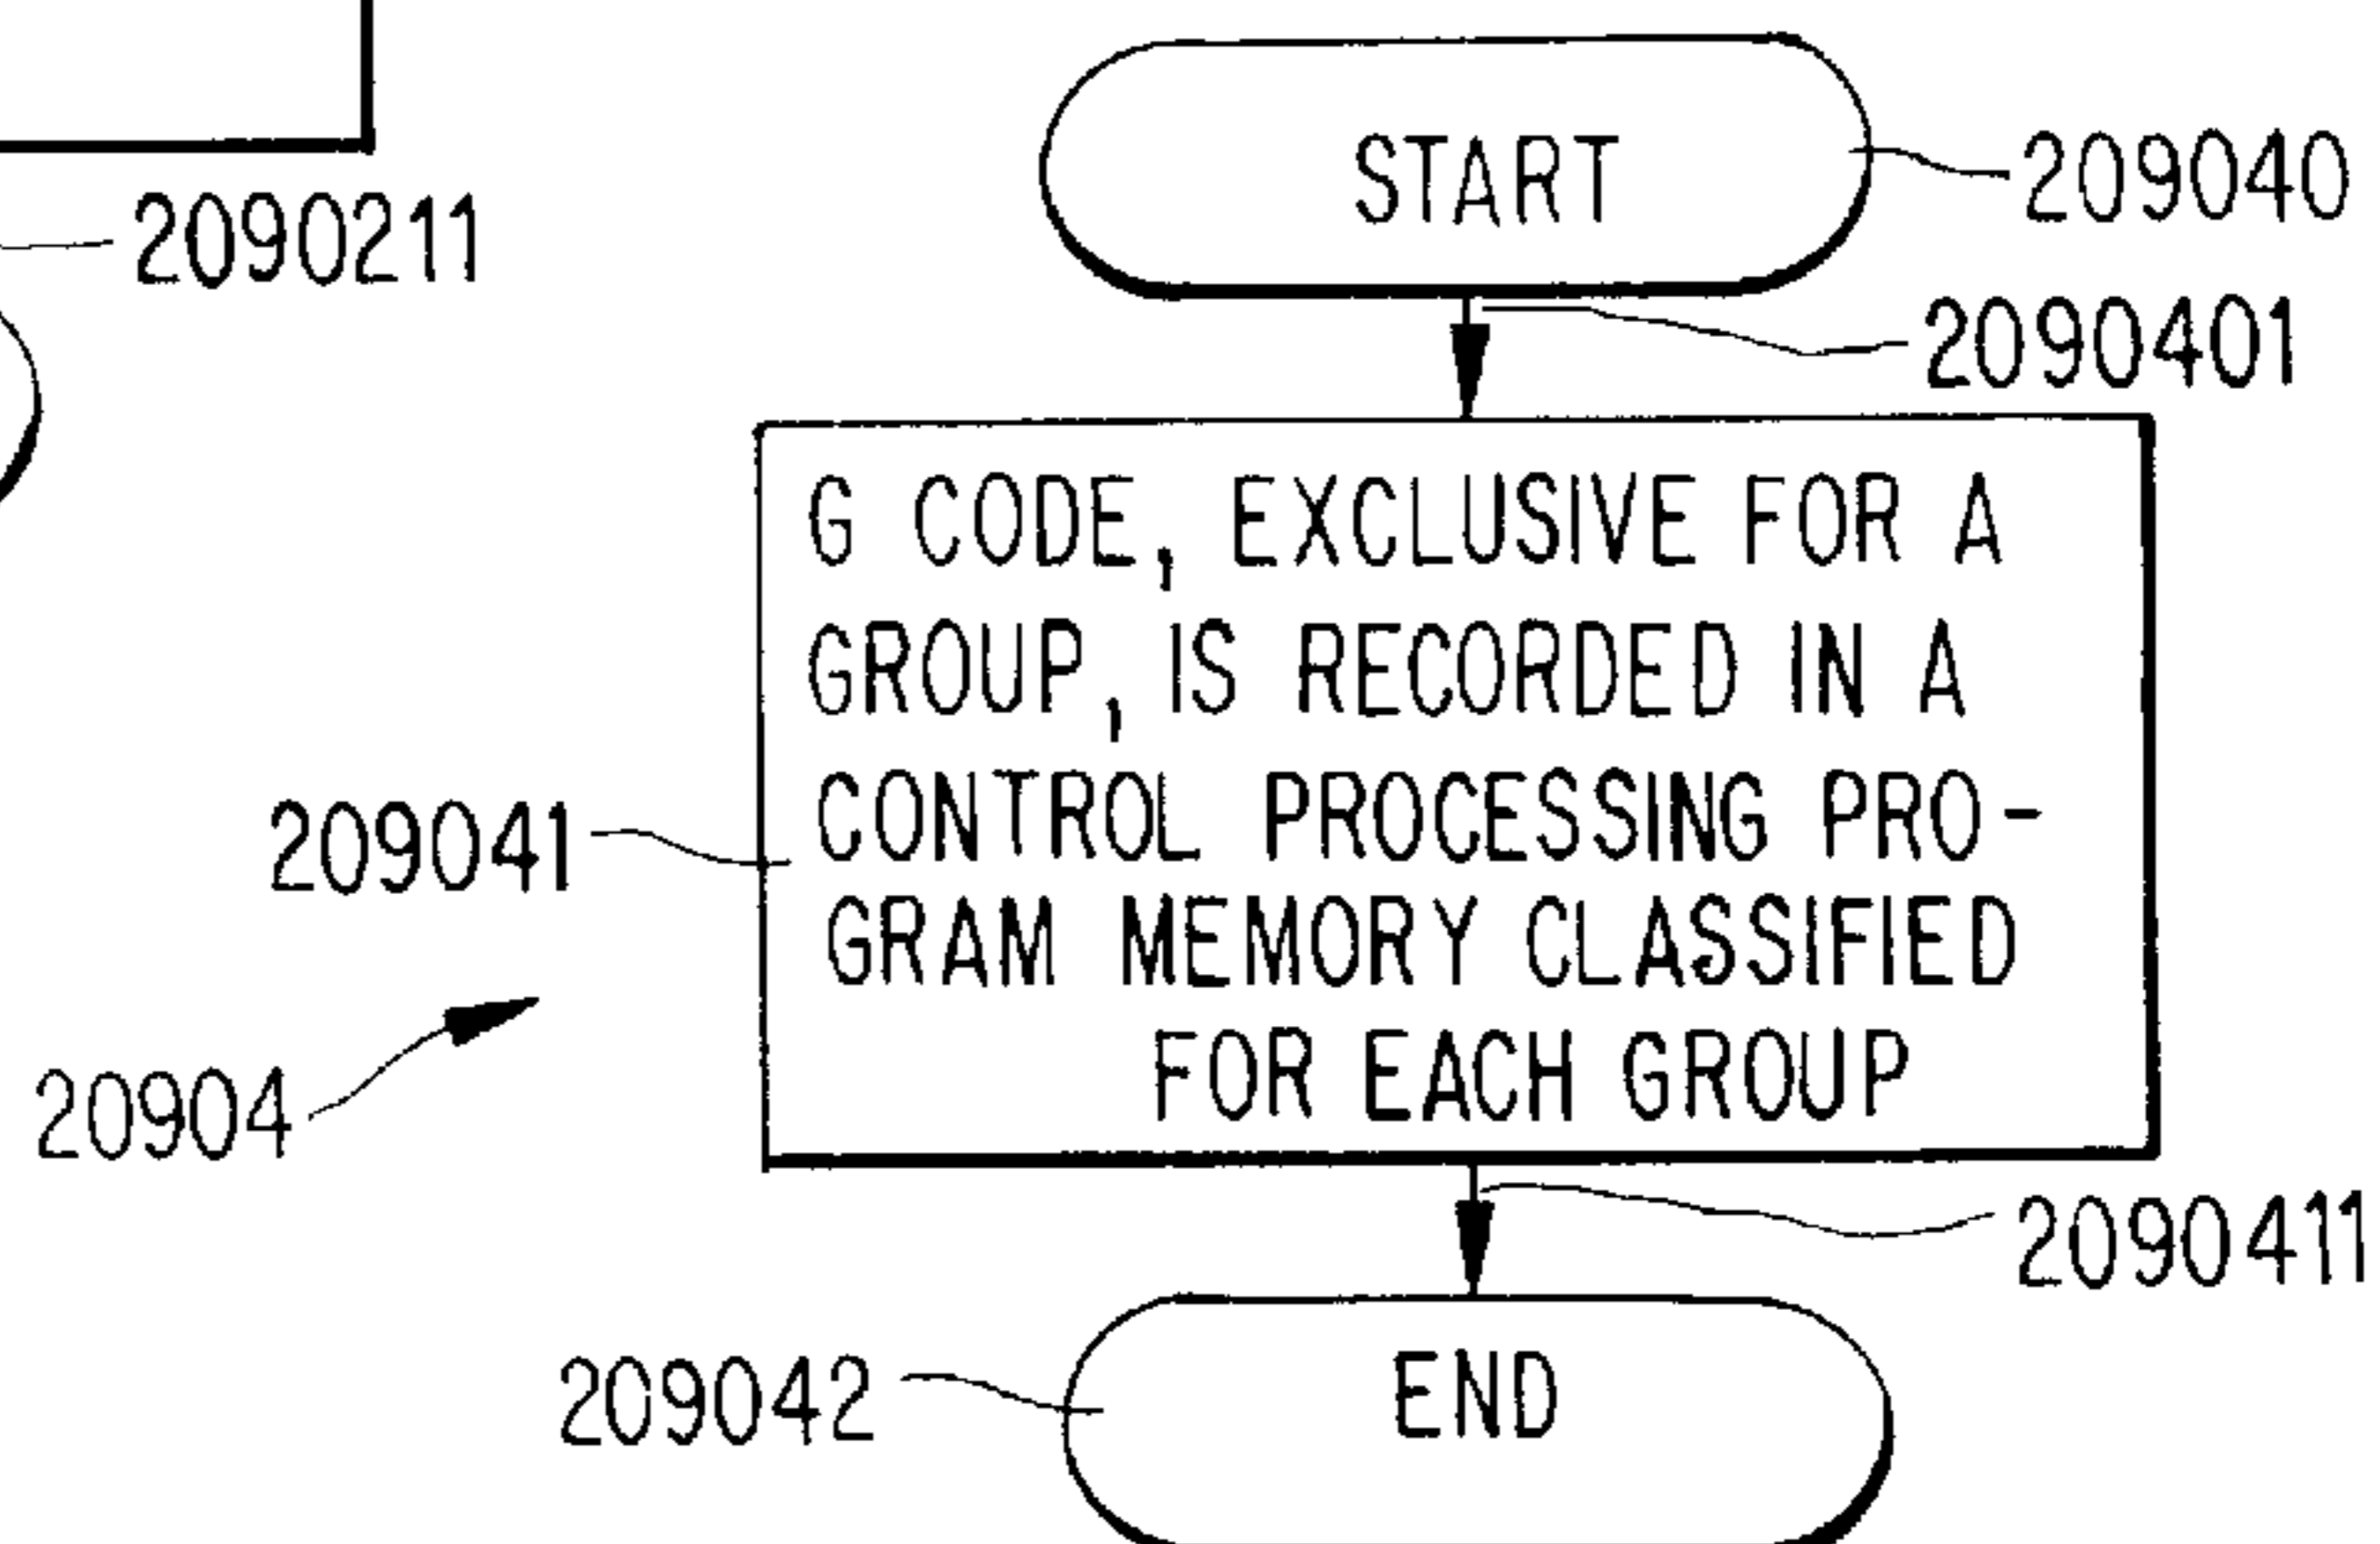 START
209040
2090211
2090401
G CODE, EXCLUSIVE FOR A
GROUP, IS RECORDED IN A
CONTROL PROCESSING PRO-
GRAM MEMORY CLASSIFIED
FOR EACH GROUP
209041
20904
2090411
END
209042